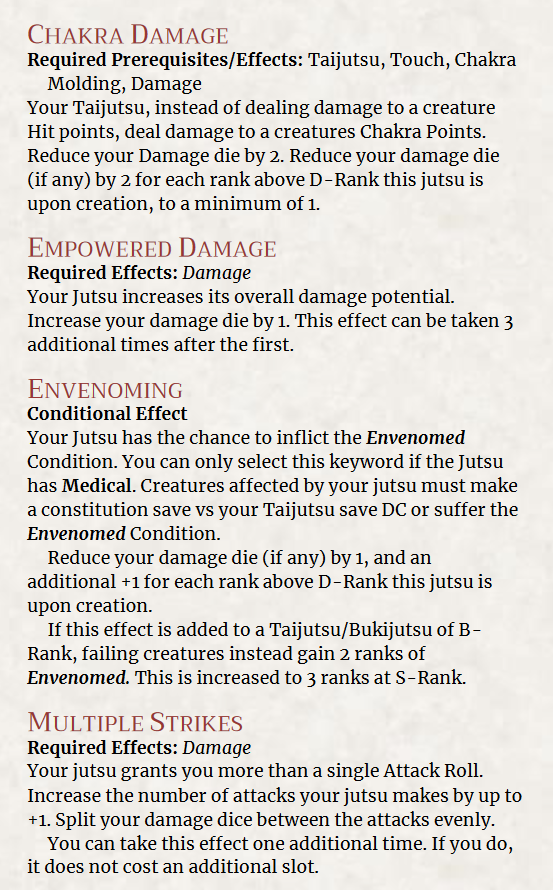 Chakra Damage
Required Prerequisites/Effects: Taijutsu, Touch, Chakra
Molding, Damage
Your Taijutsu, instead of dealing damage to a creature
Hit points, deal damage to a creatures Chakra Points.
Reduce your Damage die by 2. Reduce your damage die
(if any) by 2 for each rank above D-Rank this jutsu is
upon creation, to a minimum of 1.
Empowered Damage
Required Effects: Damage
Your Jutsu increases its overall damage potential.
Increase your damage die by 1. This effect can be taken 3
additional times after the first.
Envenoming
Conditional Effect
Your Jutsu has the chance to inflict the Envenomed
Condition. You can only select this keyword if the Jutsu
has Medical. Creatures affected by your jutsu must make
a constitution save vs your Taijutsu save DC or suffer the
Envenomed Condition.
Reduce your damage die (if any) by 1, and an
additional +1 for each rank above D-Rank this jutsu is
upon creation.
If this effect is added to a Taijutsu/Bukijutsu of B-
Rank, failing creatures instead gain 2 ranks of
Envenomed. This is increased to 3 ranks at S-Rank.
Multiple Strikes
Required Effects: Damage
Your jutsu grants you more than a single Attack Roll.
Increase the number of attacks your jutsu makes by up to
+1. Split your damage dice between the attacks evenly.
You can take this effect one additional time. If you do,
it does not cost an additional slot.